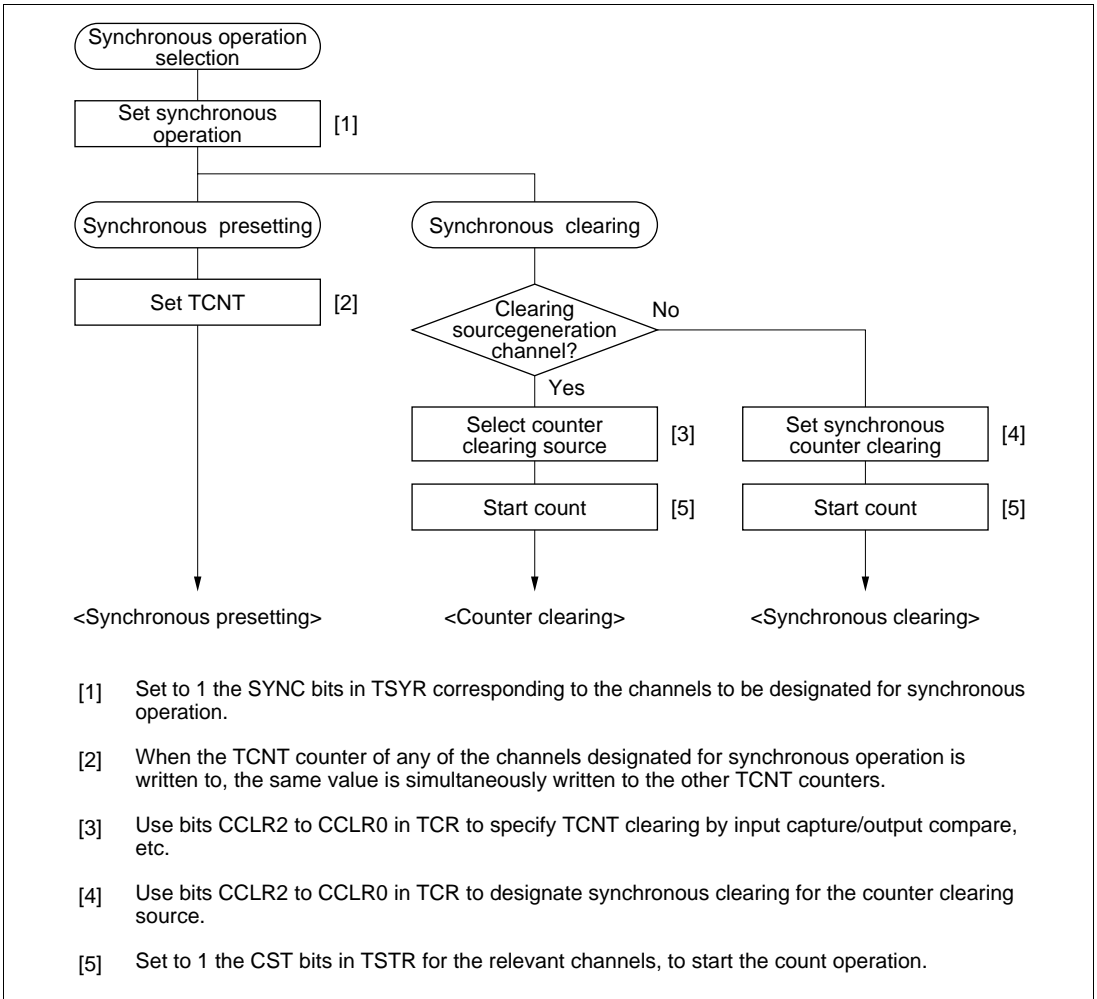 Synchronous operation
selection
Set synchronous
operation
[1]
Synchronous presetting
Synchronous clearing
Set TCNT
[2]
Clearing
sourcegeneration
channel?
No
Yes
Select counter
clearing source
[3]
Set synchronous
counter clearing
[4]
Start count
[5]
Start count
[5]
<Synchronous presetting>
<Counter clearing>
<Synchronous clearing>
[1] Set to 1 the SYNC bits in TSYR corresponding to the channels to be designated for synchronous
operation.
[2] When the TCNT counter of any of the channels designated for synchronous operation is
written to, the same value is simultaneously written to the other TCNT counters.
[3] Use bits CCLR2 to CCLR0 in TCR to specify TCNT clearing by input capture/output compare,
etc.
[4] Use bits CCLR2 to CCLR0 in TCR to designate synchronous clearing for the counter clearing
source.
[5] Set to 1 the CST bits in TSTR for the relevant channels, to start the count operation.